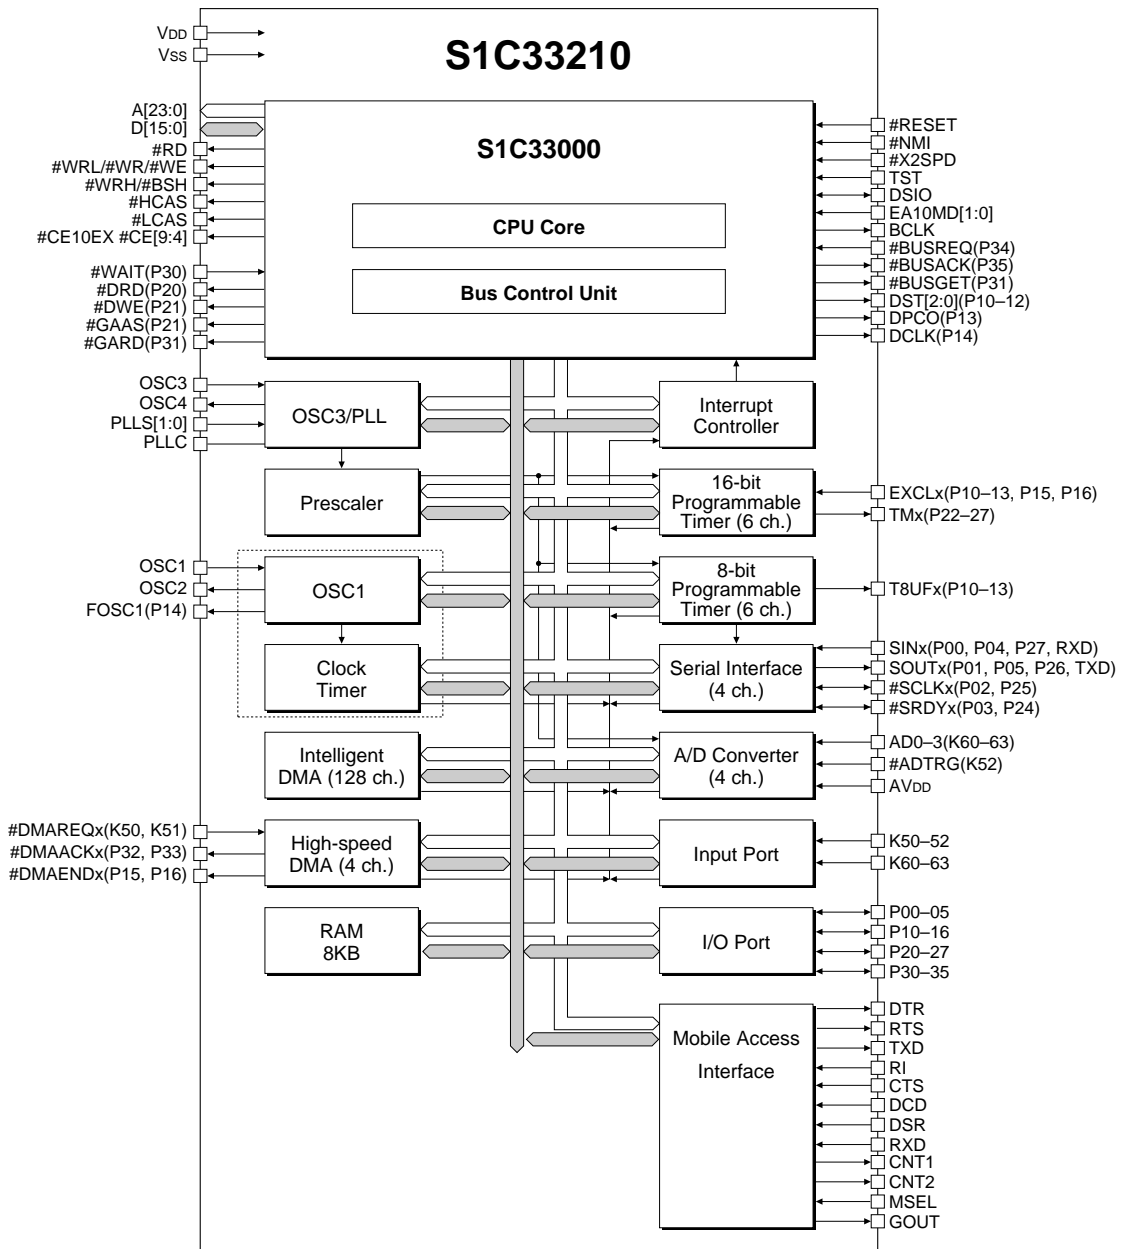 S1C33210
VDD
VSS
A[23:0]
D[15:0]
#RD
#WRL/#WR/#WE
#WRH/#BSH
#HCAS
#LCAS
#CE10EX #CE[9:4]
#WAIT(P30)
#DRD(P20)
#DWE(P21)
#GAAS(P21)
#GARD(P31)
S1C33000
CPU Core
Bus Control Unit
#RESET
#NMI
#X2SPD
TST
DSIO
EA10MD[1:0]
BCLK
#BUSREQ(P34)
#BUSACK(P35)
#BUSGET(P31)
DST[2:0](P10–12)
DPCO(P13)
DCLK(P14)
OSC3
OSC4
PLLS[1:0]
PLLC
OSC3/PLL
Interrupt
Controller
Prescaler
16-bit
Programmable
Timer (6 ch.)
EXCLx(P10–13, P15, P16)
TMx(P22–27)
OSC1
OSC2
FOSC1(P14)
OSC1
8-bit
Programmable
Timer (6 ch.)
T8UFx(P10–13)
Clock
Timer
Serial Interface
(4 ch.)
SINx(P00, P04, P27, RXD)
SOUTx(P01, P05, P26, TXD)
#SCLKx(P02, P25)
#SRDYx(P03, P24)
Intelligent
DMA (128 ch.)
A/D Converter
(4 ch.)
AD0–3(K60–63)
#ADTRG(K52)
AVDD
#DMAREQx(K50, K51)
#DMAACKx(P32, P33)
#DMAENDx(P15, P16)
High-speed
DMA (4 ch.)
Input Port
K50–52
K60–63
RAM
8KB
I/O Port
P00–05
P10–16
P20–27
P30–35
Mobile Access
Interface
DTR
RTS
TXD
RI
CTS
DCD
DSR
RXD
CNT1
CNT2
MSEL
GOUT